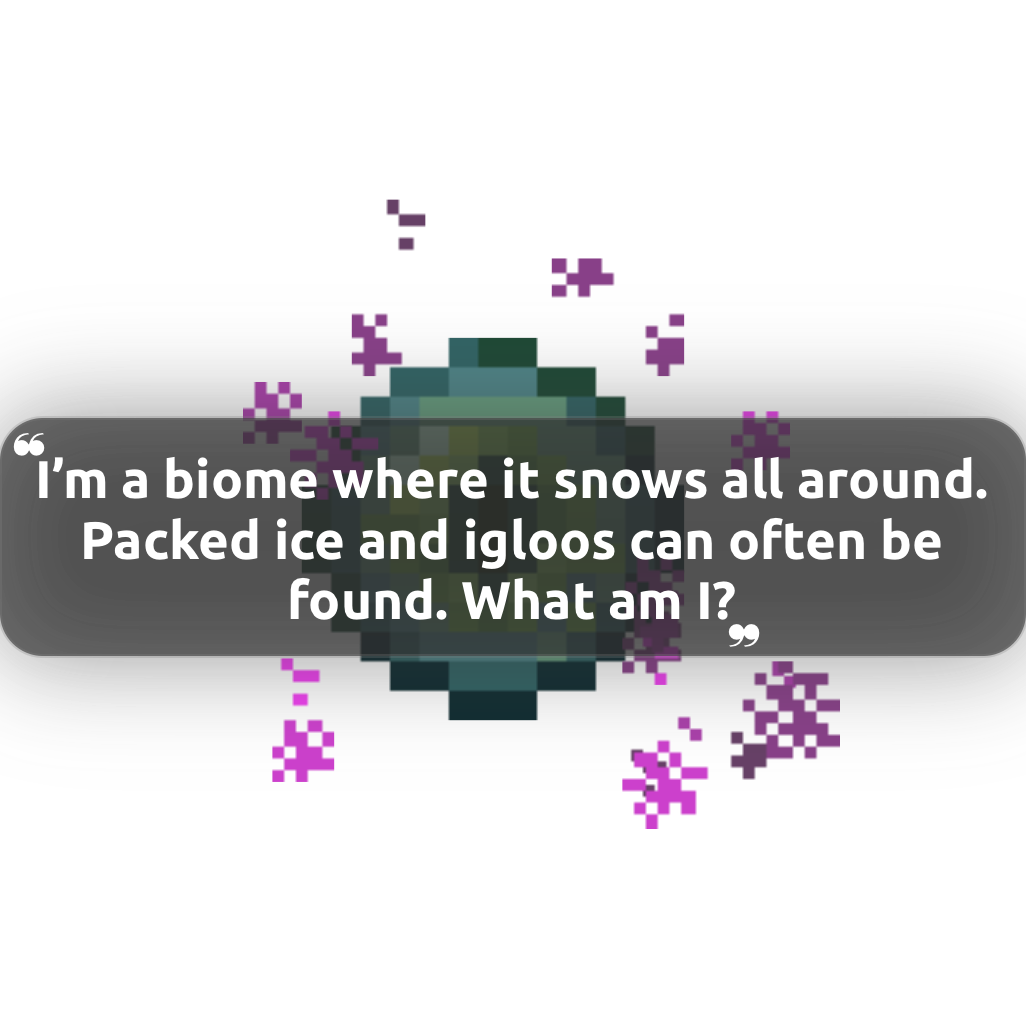 ❝
I’m a biome where it snows all around.
Packed ice and igloos can often be
found. What am I?
❞